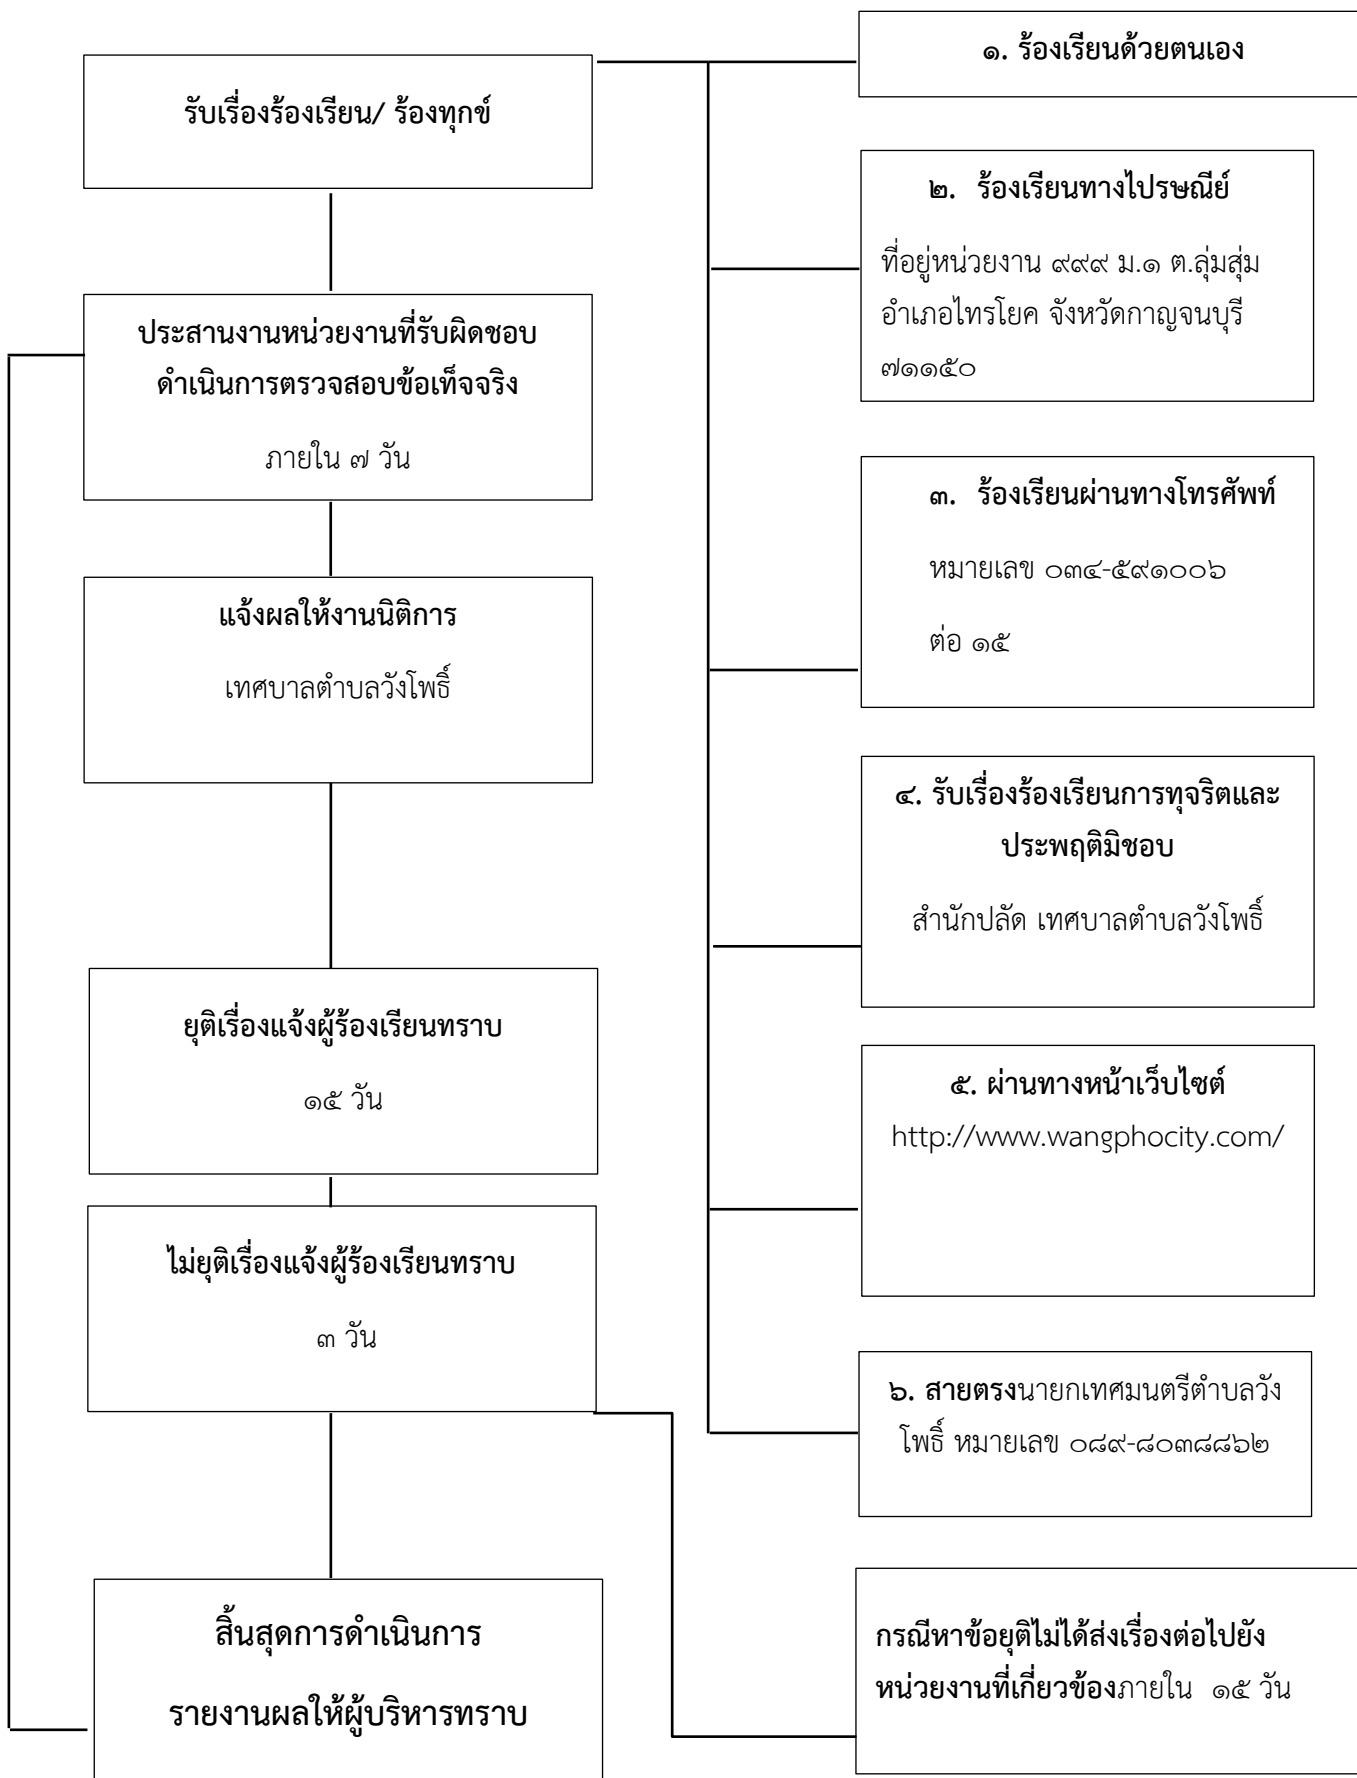 รับเรื่องร้องเรียน/ ร้องทุกข์
ประสานงานหน่วยงานที่รับผิดชอบ
ดำเนินการตรวจสอบข้อเท็จจริง
ภายใน ๗ วัน
แจ้งผลให้งานนิติการ
เทศบาลตำบลวังโพธิ์
ยุติเรื่องแจ้งผู้ร้องเรียนทราบ
๑๕ วัน
ไม่ยุติเรื่องแจ้งผู้ร้องเรียนทราบ
๓ วัน
สิ้นสุดการดำเนินการ
รายงานผลให้ผู้บริหารทราบ
๑. ร้องเรียนด้วยตนเอง
๒. ร้องเรียนทางไปรษณีย์
ที่อยู่หน่วยงาน ๙๙๙ ม.๑ ต.ลุ่มสุ่ม
อำเภอไทรโยค จังหวัดกาญจนบุรี
๗๑๑๕๐
๓. ร้องเรียนผ่านทางโทรศัพท์
หมายเลข ๐๓๔-๕๙๑๐๐๖
ต่อ ๑๕
๔. รับเรื่องร้องเรียนการทุจริตและ
ประพฤติมิชอบ
สำนักปลัด เทศบาลตำบลวังโพธิ์
๕. ผ่านทางหน้าเว็บไซต์
http://www.wangphocity.com/
๖. สายตรงนายกเทศมนตรีตำบลวัง
โพธิ์ หมายเลข ๐๘๙-๘๐๓๘๘๖๒
กรณีหาข้อยุติไม่ได้ส่งเรื่องต่อไปยัง
หน่วยงานที่เกี่ยวข้องภายใน ๑๕ วัน